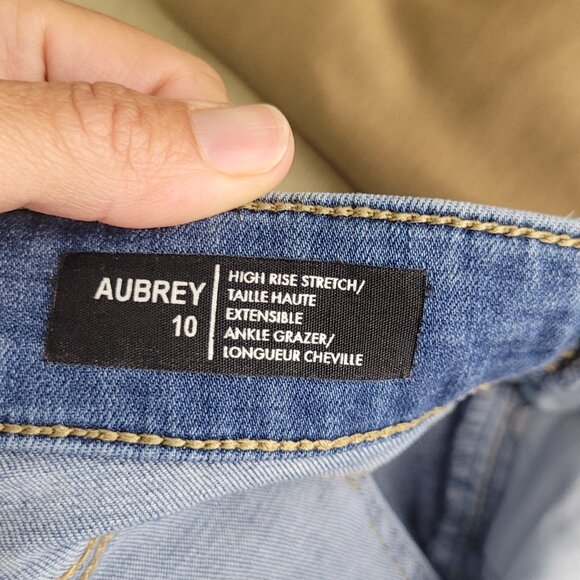 AUBREY
10
HIGH RISE STRETCH/
TAILLE HAUTE
EXTENSIBLE
ANKLE GRAZER/
LONGUEUR CHEVILLE